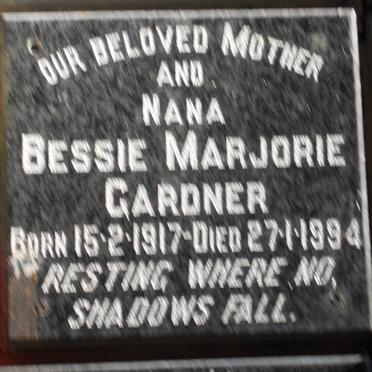 OUR BELOVED MOTHER
AND
NANA
BESSIE MARJORIE
GARDNER
BORN 15·2·1917~DIED 27·1·1994
"RESTING WHERE NO,
SHADOWS FALL.